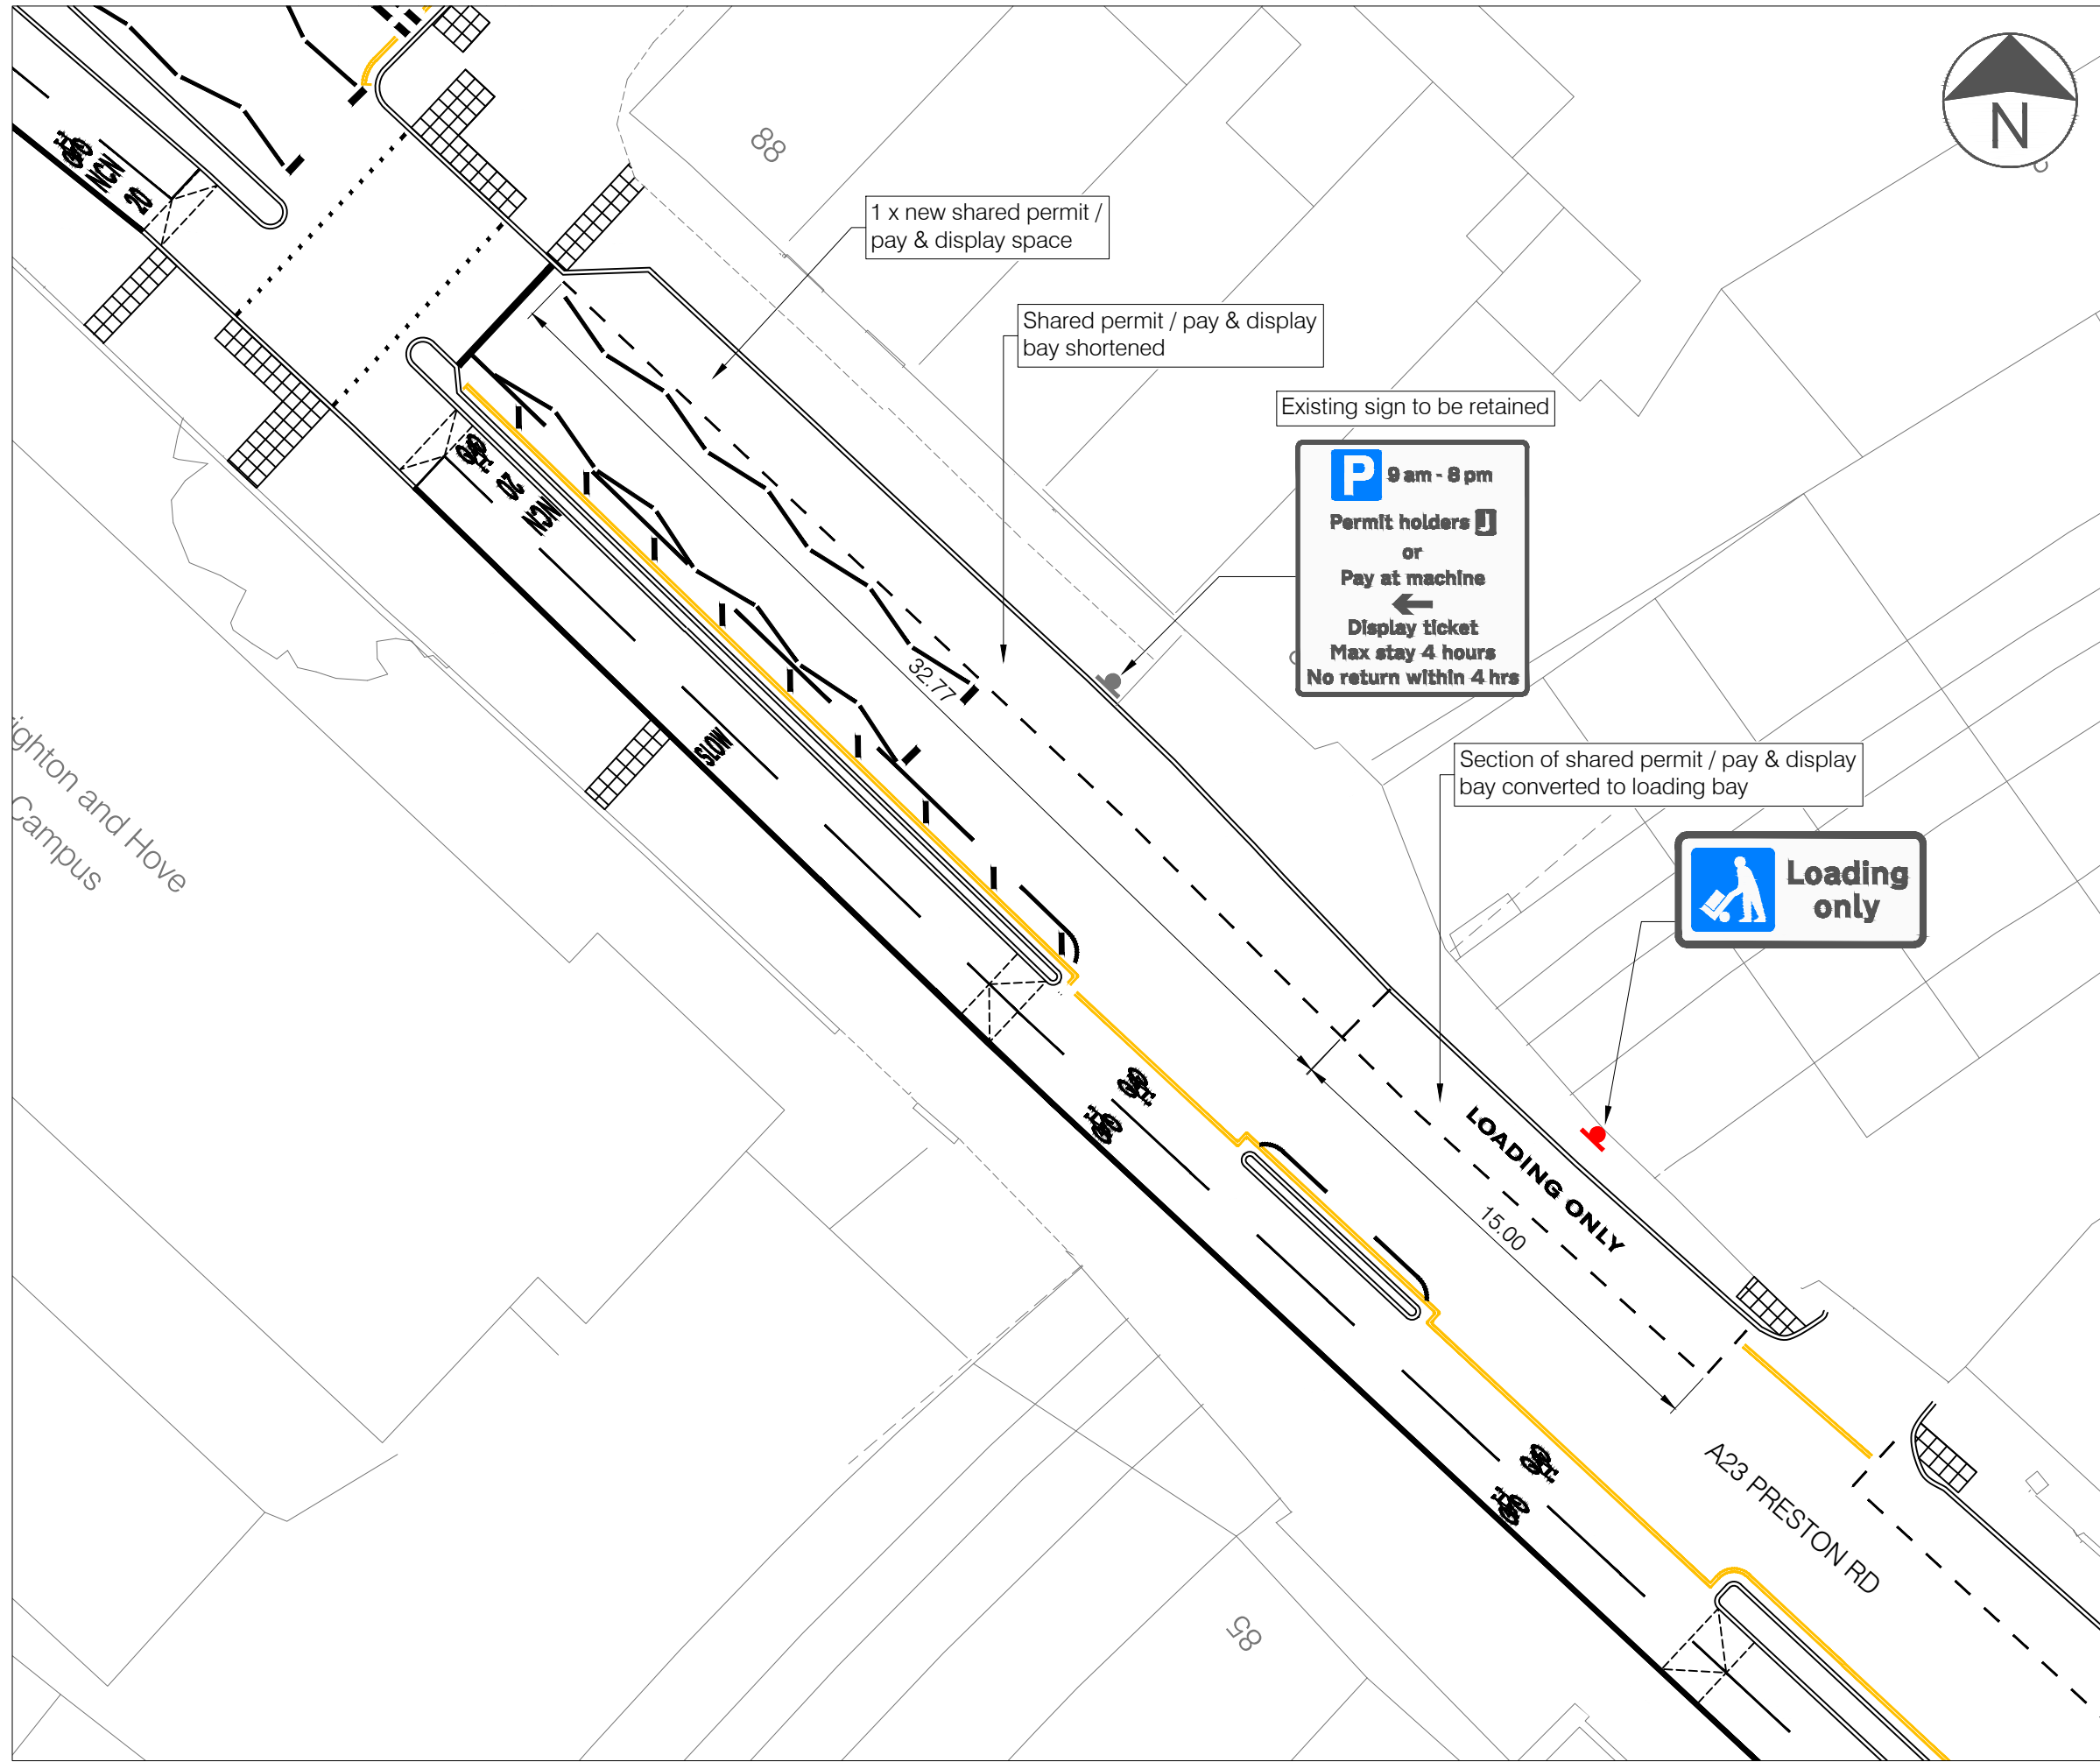 N
88
NCN
20
1 x new shared permit /
pay & display space
Shared permit / pay & display
bay shortened
Existing sign to be retained
P 9 am - 8 pm
Permit holders J
or
Pay at machine
Display ticket
Max stay 4 hours
No return within 4 hrs
20
NCN
32.77
SLOW
Section of shared permit / pay & display
bay converted to loading bay
Loading
only
ighton and Hove
Campus
LOADING ONLY
15.00
A23 PRESTON RD
85